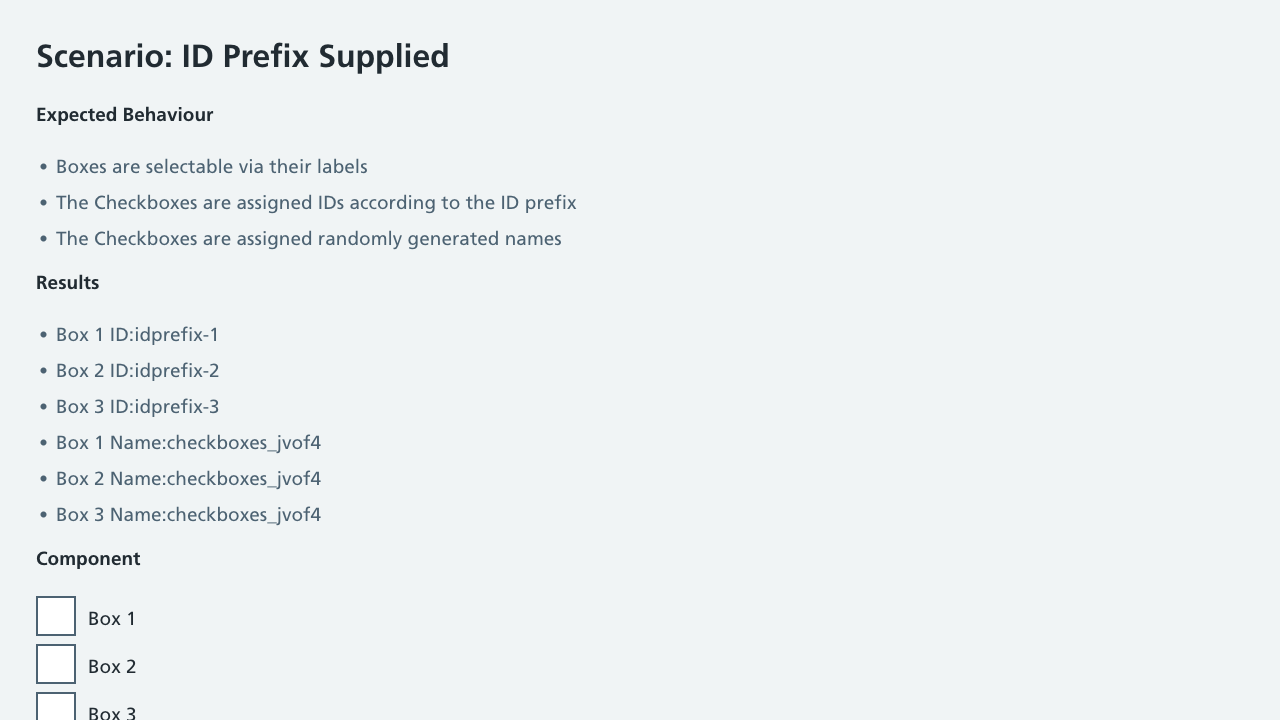 Scenario: ID Prefix Supplied
Expected Behaviour
• Boxes are selectable via their labels
• The Checkboxes are assigned IDs according to the ID prefix
• The Checkboxes are assigned randomly generated names
Results
• Box 1 ID:idprefix-1
• Box 2 ID:idprefix-2
• Box 3 ID:idprefix-3
• Box 1 Name:checkboxes_jvof4
• Box 2 Name:checkboxes_jvof4
• Box 3 Name:checkboxes_jvof4
Component
Box 1
Box 2
Box 3